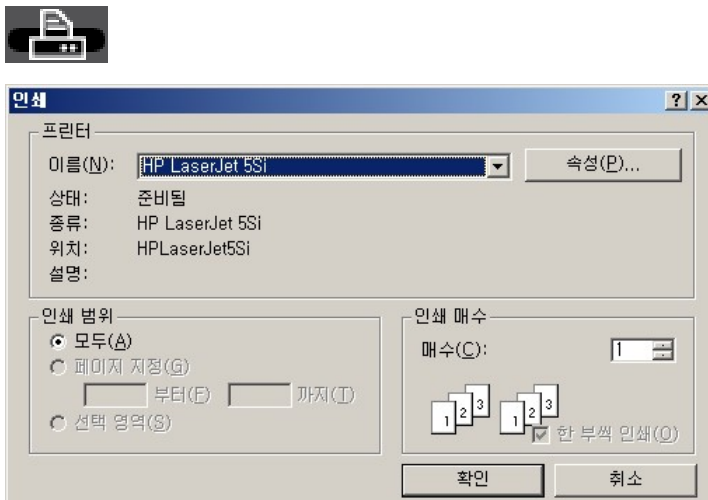 인쇄
프린터
이름(N): HP LaserJet 5Si 속성(P)...
상태: 준비됨
종류: HP LaserJet 5Si
위치: HPLaserJet5Si
설명:
인쇄 범위
모두(A)
페이지 지정(G)
부터(F) 까지(T)
선택 영역(S)
인쇄 매수
매수(C): 1
1 2 3 1 2 3
한 부씩 인쇄(O)
확인 취소